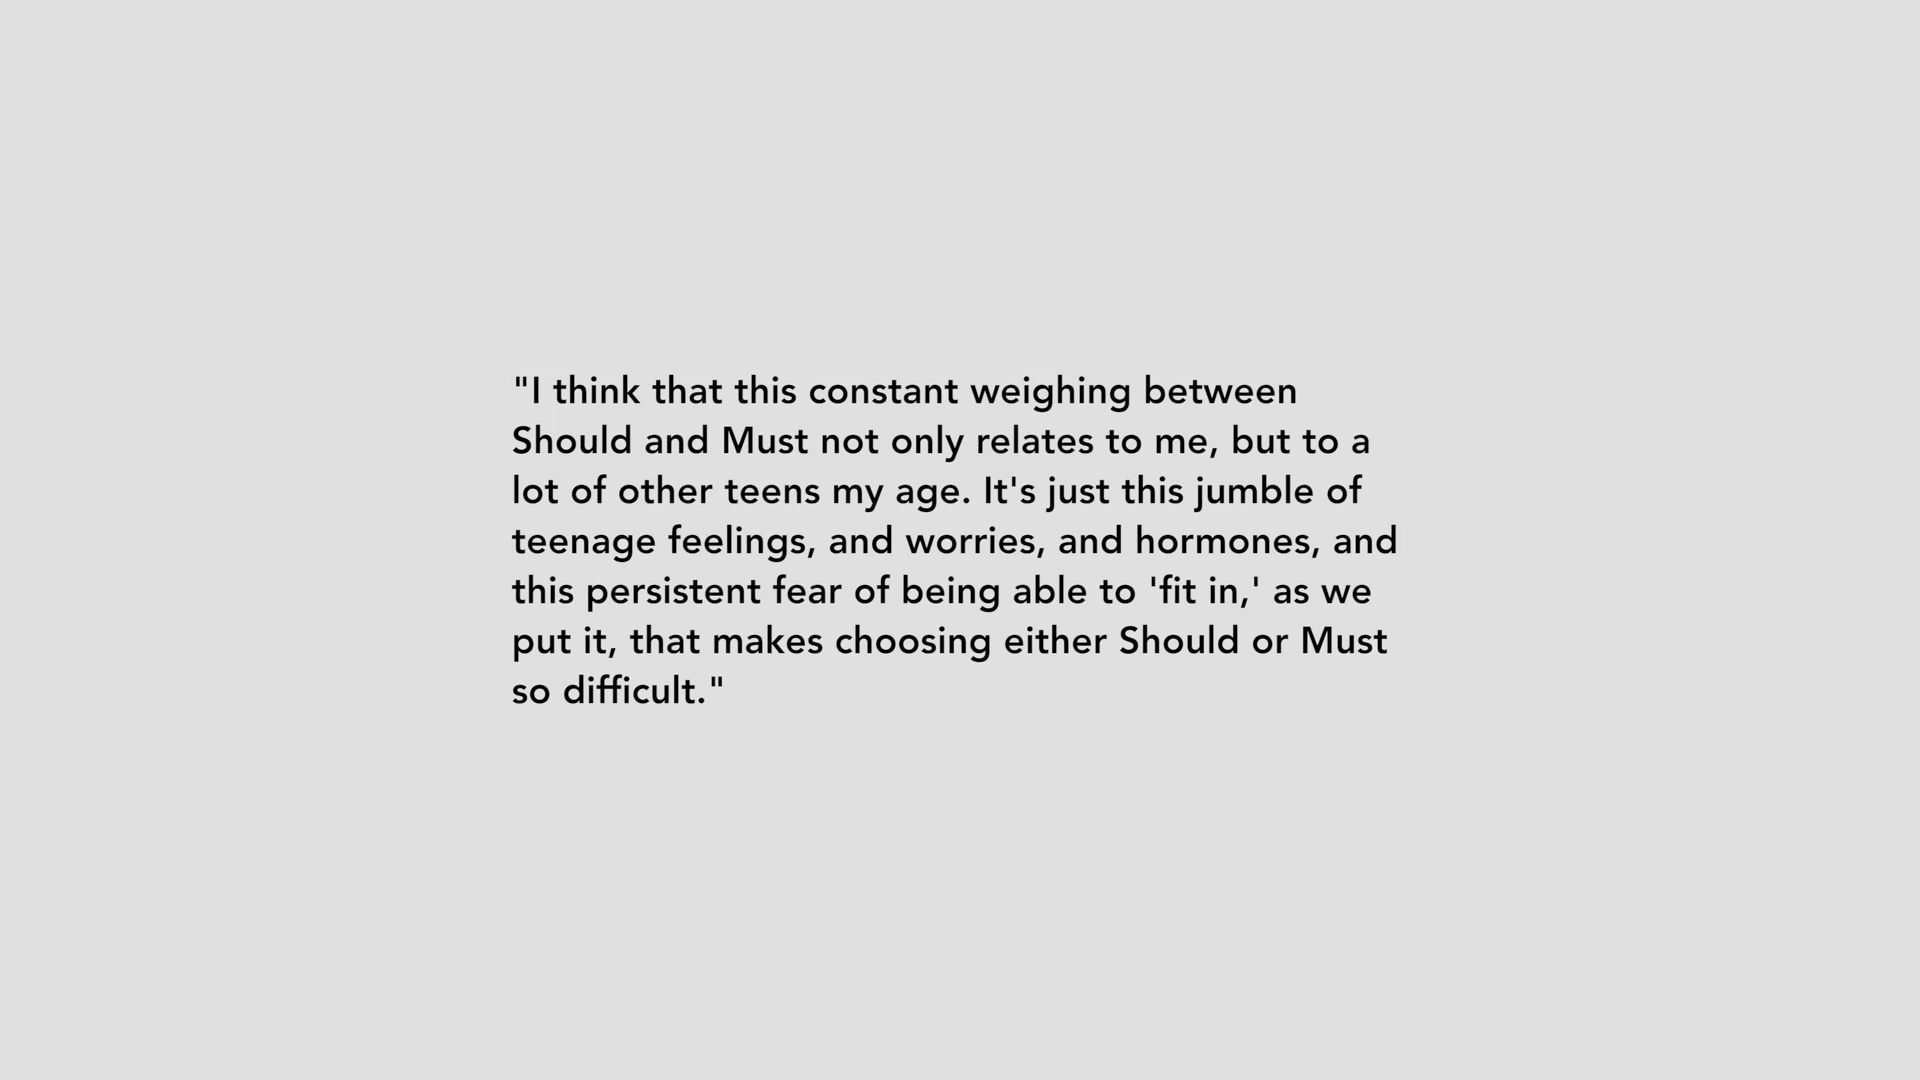 "I think that this constant weighing between
Should and Must not only relates to me, but to a
lot of other teens my age. It's just this jumble of
teenage feelings, and worries, and hormones, and
this persistent fear of being able to 'fit in,' as we
put it, that makes choosing either Should or Must
so difficult."